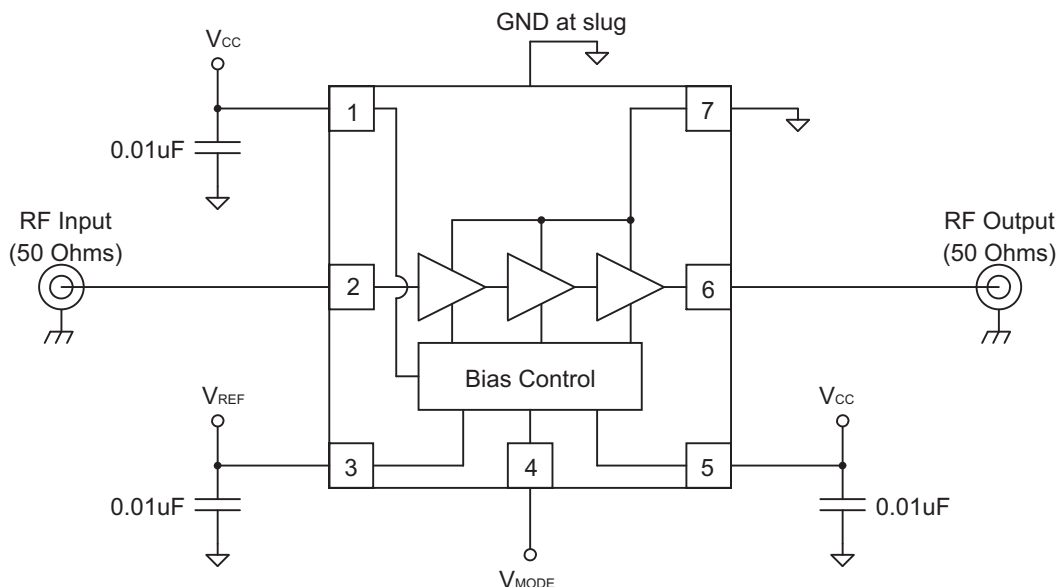 GND at slug
VCC
1
7
0.01uF
RF Input
(50 Ohms)
RF Output
(50 Ohms)
2
6
Bias Control
VREF
VCC
3
4
5
0.01uF
0.01uF
VMODE